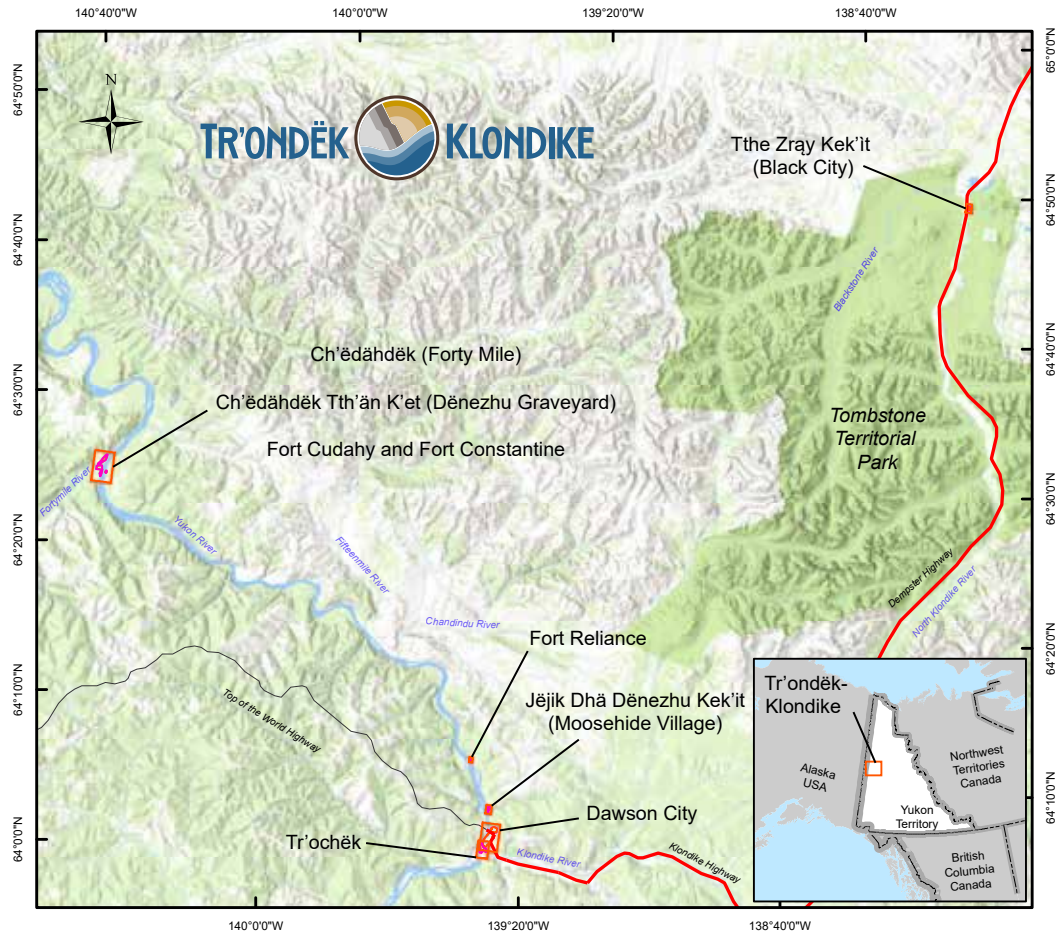 140°40'0"W
140°0'0"W
139°20'0"W
138°40'0"W
65°0'0"N
64°50'0"N
64°40'0"N
64°30'0"N
64°20'0"N
64°10'0"N
64°0'0"N
64°50'0"N
64°40'0"N
64°30'0"N
64°20'0"N
64°10'0"N
N
TR'ONDËK KLONDIKE
Tthe Zrąy Kek'ìt
(Black City)
Blackstone River
Ch'ëdähdëk (Forty Mile)
Ch'ëdähdëk Tth'än K'et (Dënezhu Graveyard)
Fort Cudahy and Fort Constantine
Tombstone
Territorial
Park
Fortymile River
Yukon River
Fifteenmile River
Chandindu River
Dempster Highway
North Klondike River
Fort Reliance
Top of the World Highway
Jëjik Dhä Dënezhu Kek'it
(Moosehide Village)
Dawson City
Tr'ochëk
Klondike River
Klondike Highway
Tr'ondëk-
Klondike
Alaska
USA
Northwest
Territories
Canada
Yukon
Territory
British
Columbia
Canada
140°0'0"W
139°20'0"W
138°40'0"W